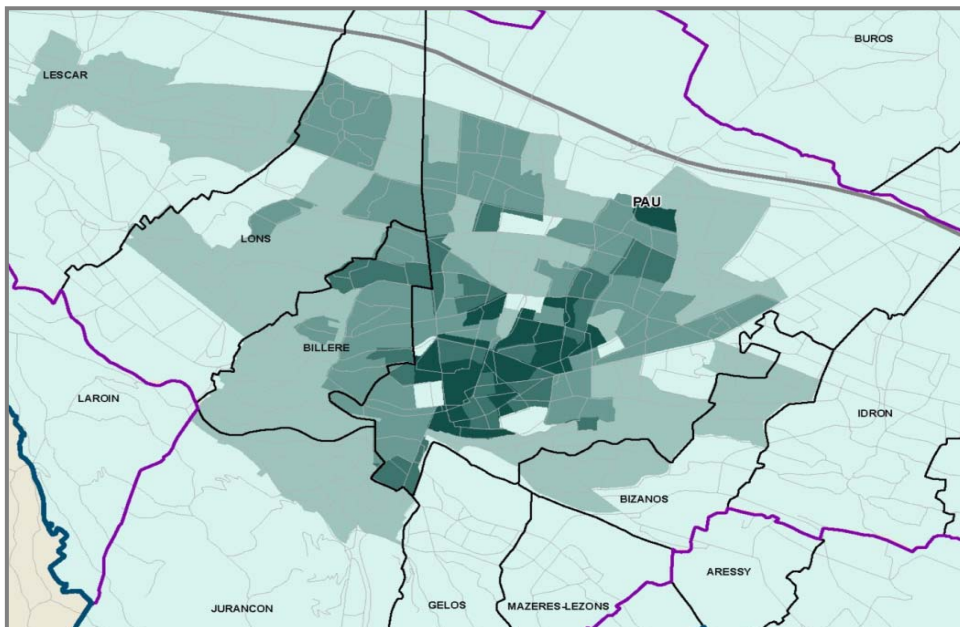 BUROS
LESCAR
PAU
LONS
BILLERE
LAROIN
IDRON
BIZANOS
ARESSY
JURANCON
GELOS
MAZERES-LEZONS